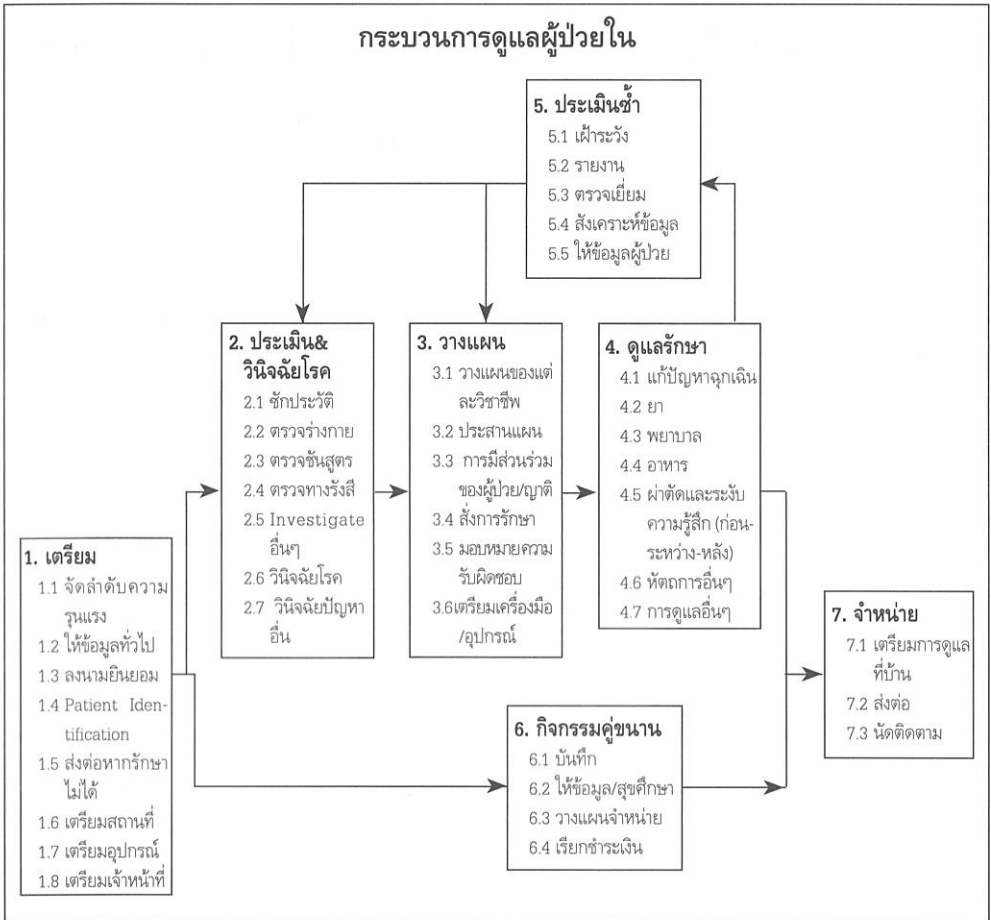 กระบวนการดูแลผู้ป่วยใน
1. เตรียม
1.1 จัดลำดับความ
รุนแรง
1.2 ให้ข้อมูลทั่วไป
1.3 ลงนามยินยอม
1.4 Patient Iden-
tification
1.5 ส่งต่อหากรักษา
ไม่ได้
1.6 เตรียมสถานที่
1.7 เตรียมอุปกรณ์
1.8 เตรียมเจ้าหน้าที่
2. ประเมิน&
วินิจฉัยโรค
2.1 ซักประวัติ
2.2 ตรวจร่างกาย
2.3 ตรวจชันสูตร
2.4 ตรวจทางรังสี
2.5 Investigate
อื่นๆ
2.6 วินิจฉัยโรค
2.7 วินิจฉัยปัญหา
อื่น
3. วางแผน
3.1 วางแผนของแต่
ละวิชาชีพ
3.2 ประสานแผน
3.3 การมีส่วนร่วม
ของผู้ป่วย/ญาติ
3.4 สั่งการรักษา
3.5 มอบหมายความ
รับผิดชอบ
3.6เตรียมเครื่องมือ
/อุปกรณ์
4. ดูแลรักษา
4.1 แก้ปัญหาฉุกเฉิน
4.2 ยา
4.3 พยาบาล
4.4 อาหาร
4.5 ผ่าตัดและระงับ
ความรู้สึก (ก่อน-
ระหว่าง-หลัง)
4.6 หัตถการอื่นๆ
4.7 การดูแลอื่นๆ
5. ประเมินซ้ำ
5.1 เฝ้าระวัง
5.2 รายงาน
5.3 ตรวจเยี่ยม
5.4 สังเคราะห์ข้อมูล
5.5 ให้ข้อมูลผู้ป่วย
6. กิจกรรมคู่ขนาน
6.1 บันทึก
6.2 ให้ข้อมูล/สุขศึกษา
6.3 วางแผนจำหน่าย
6.4 เรียกชำระเงิน
7. จำหน่าย
7.1 เตรียมการดูแล
ที่บ้าน
7.2 ส่งต่อ
7.3 นัดติดตาม